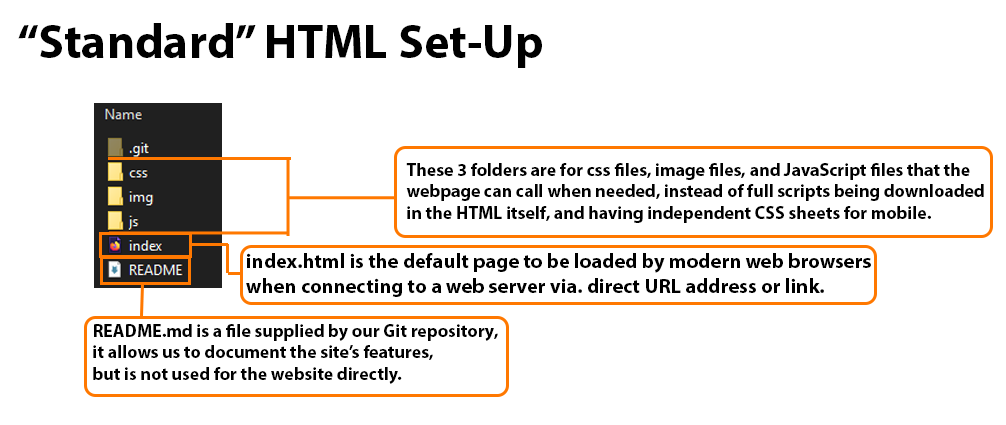 “Standard” HTML Set-Up
Name
.git
css
img
js
index
README
These 3 folders are for css files, image files, and JavaScript files that the
webpage can call when needed, instead of full scripts being downloaded
in the HTML itself, and having independent CSS sheets for mobile.
index.html is the default page to be loaded by modern web browsers
when connecting to a web server via. direct URL address or link.
README.md is a file supplied by our Git repository,
it allows us to document the site’s features,
but is not used for the website directly.